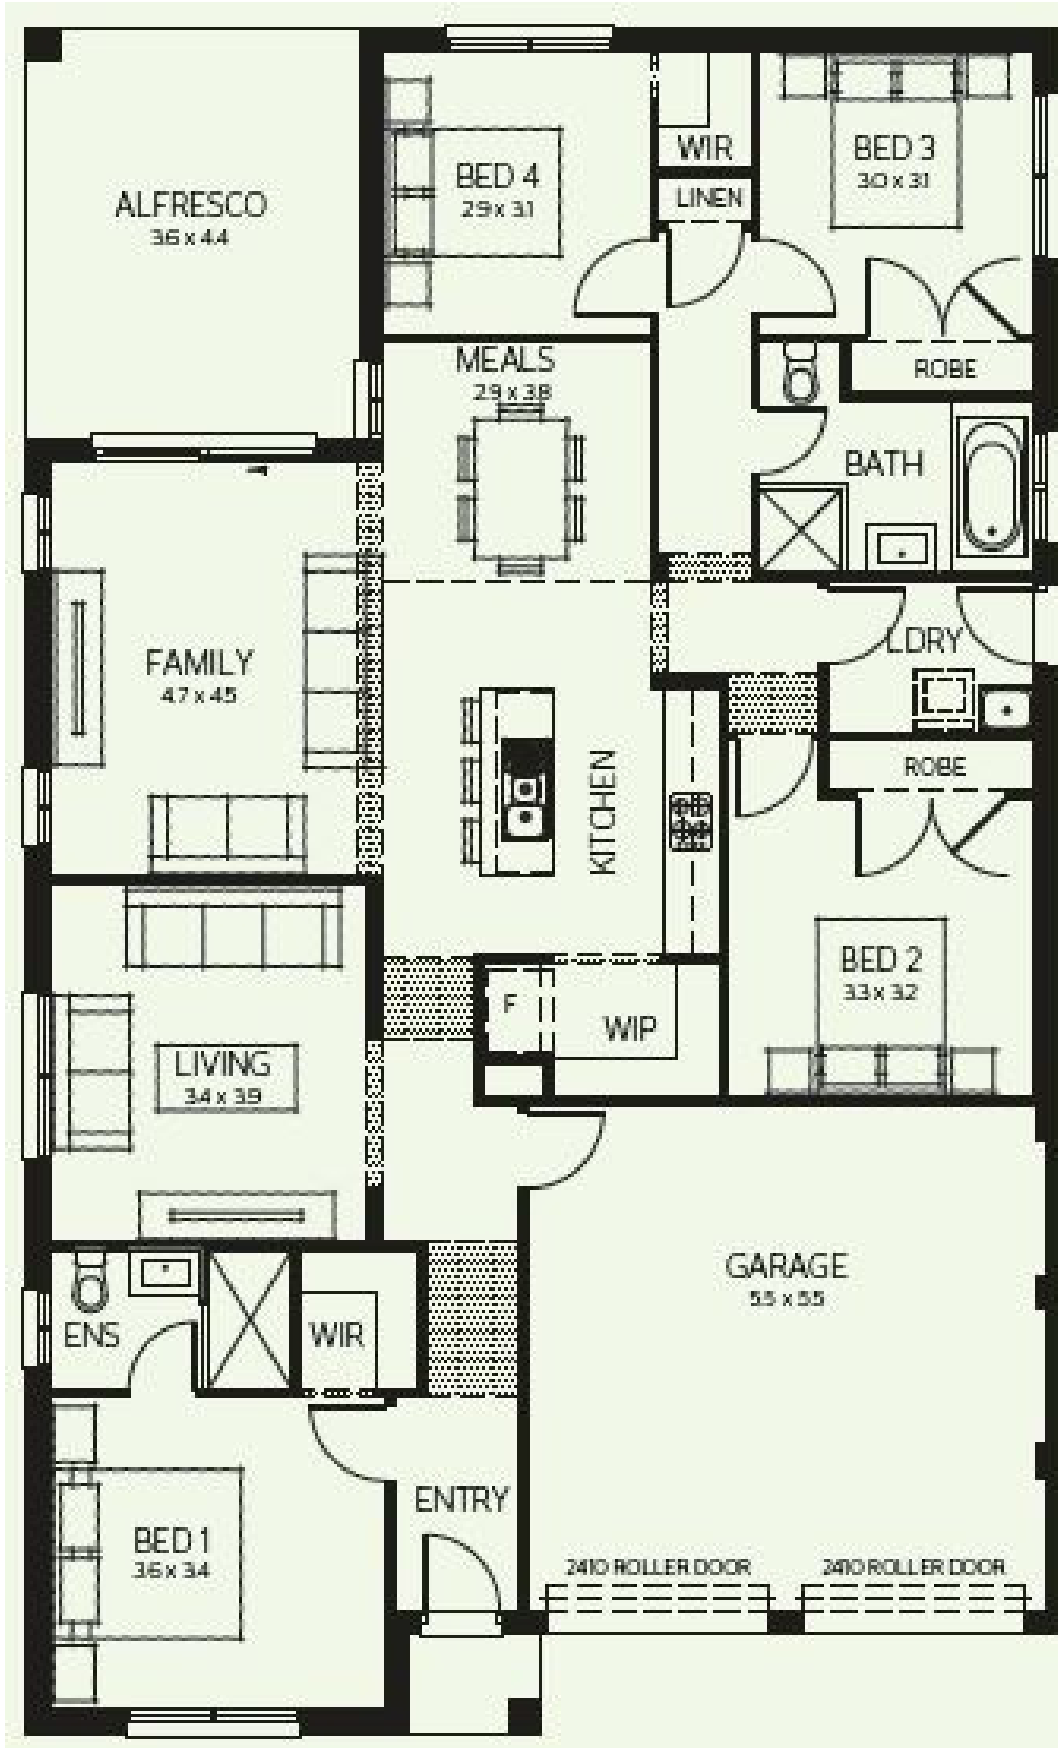 WIR
BED 3
3.0 x 3.1
BED 4
2.9 x 3.1
LINEN
ALFRESCO
3.6 x 4.4
MEALS
2.9 x 3.8
ROBE
BATH
LDRY
FAMILY
4.7 x 4.5
KITCHEN
ROBE
BED 2
3.3 x 3.2
F
WIP
LIVING
3.4 x 3.9
GARAGE
5.5 x 5.5
ENS
WIR
ENTRY
BED 1
3.6 x 3.4
2410 ROLLER DOOR
2410 ROLLER DOOR